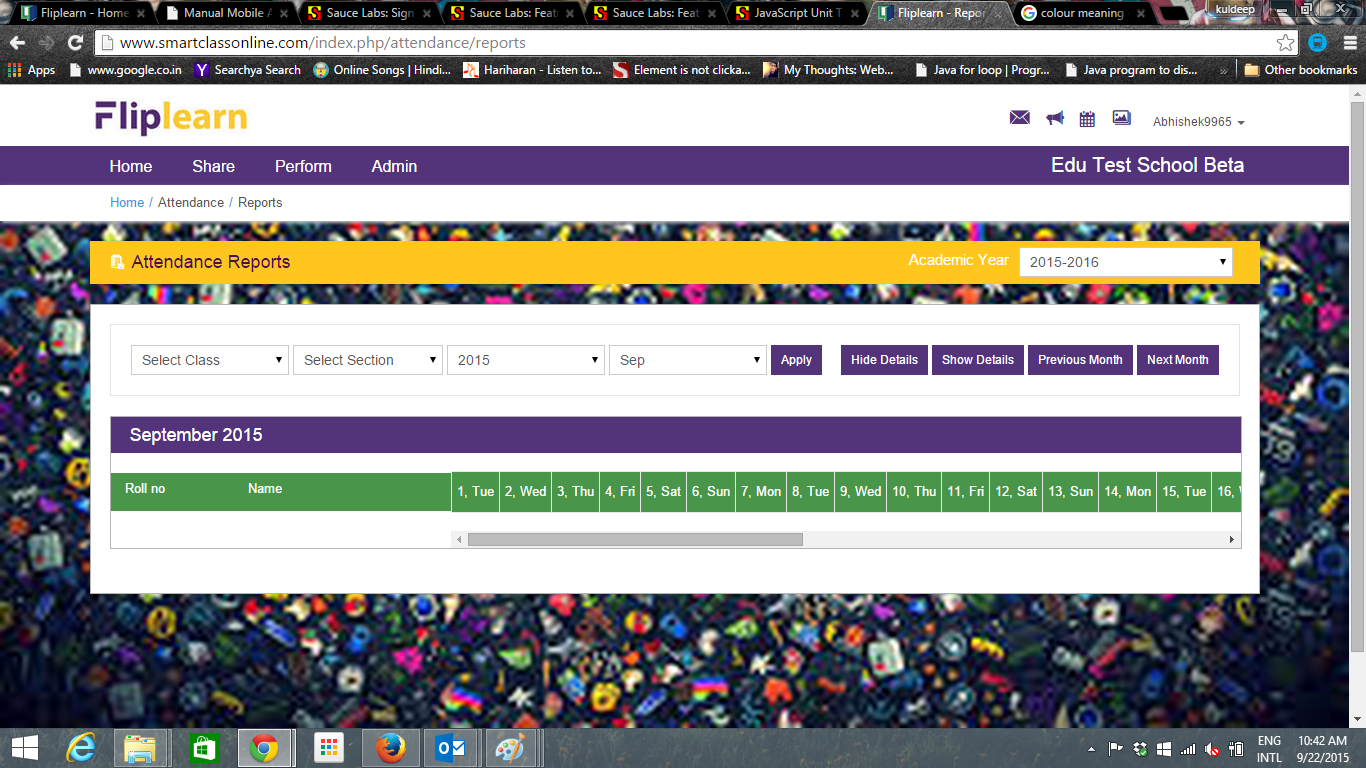 Fliplearn - Home
Manual Mobile A
Sauce Labs: Sign
Sauce Labs: Feat
Sauce Labs: Feat
JavaScript Unit T
Fliplearn - Repor
colour meaning
kuldeep
www.smartclassonline.com/index.php/attendance/reports
Apps www.google.co.in Searchya Search Online Songs | Hindi... Hariharan - Listen to... Element is not clicka... My Thoughts: Web... Java for loop | Progr... Java program to dis... » Other bookmarks
Fliplearn
Abhishek9965
Home Share Perform Admin Edu Test School Beta
Home / Attendance / Reports
Attendance Reports Academic Year 2015-2016
Select Class Select Section 2015 Sep Apply Hide Details Show Details Previous Month Next Month
September 2015
Roll no Name 1, Tue 2, Wed 3, Thu 4, Fri 5, Sat 6, Sun 7, Mon 8, Tue 9, Wed 10, Thu 11, Fri 12, Sat 13, Sun 14, Mon 15, Tue 16,
ENG 10:42 AM
INTL 9/22/2015